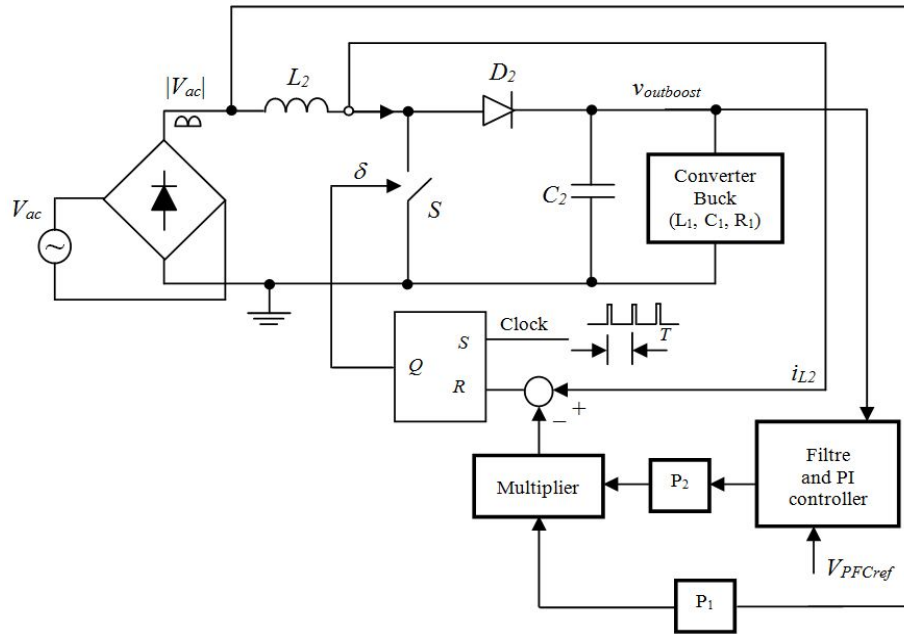 |Vac|
L2
D2
voutboost
Vac
δ
S
C2
Converter
Buck
(L1, C1, R1)
Clock
T
S
Q
R
iL2
– +
Filtre
and PI
controller
P2
Multiplier
VPFCref
P1